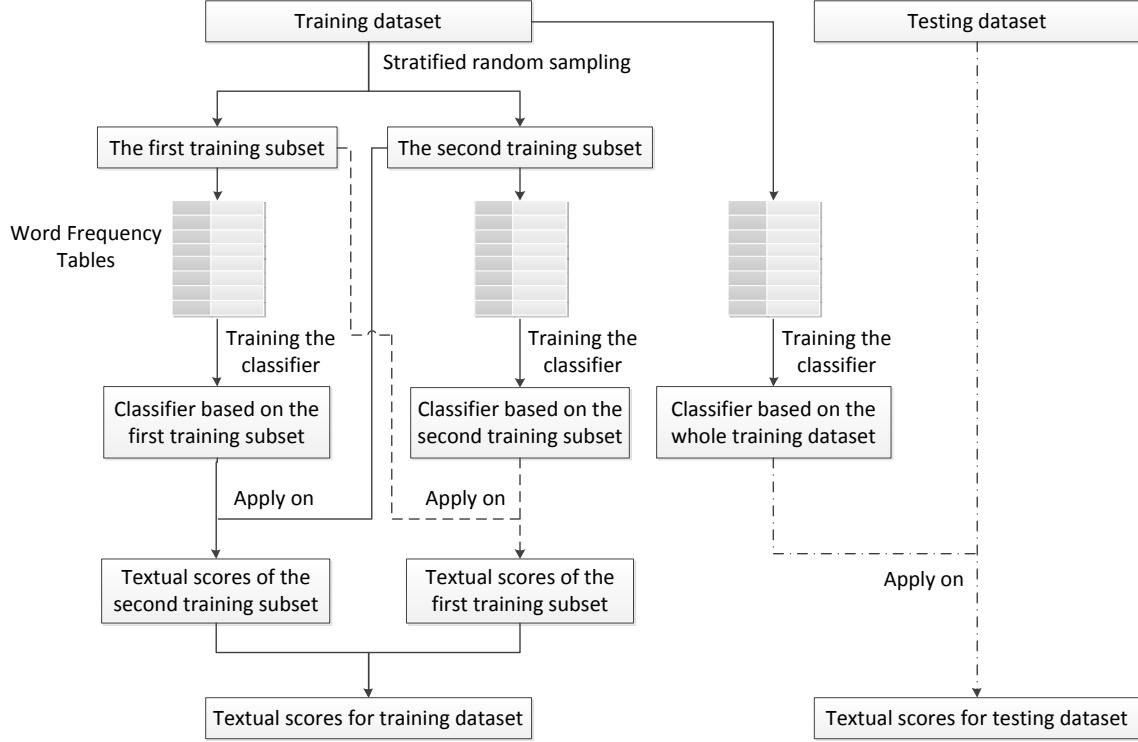 Training dataset
Testing dataset
Stratified random sampling
The first training subset
The second training subset
Word Frequency
Tables
Training the
classifier
Training the
classifier
Training the
classifier
Classifier based on the
first training subset
Classifier based on the
second training subset
Classifier based on the
whole training dataset
Apply on
Apply on
Textual scores of the
second training subset
Textual scores of the
first training subset
Apply on
Textual scores for training dataset
Textual scores for testing dataset